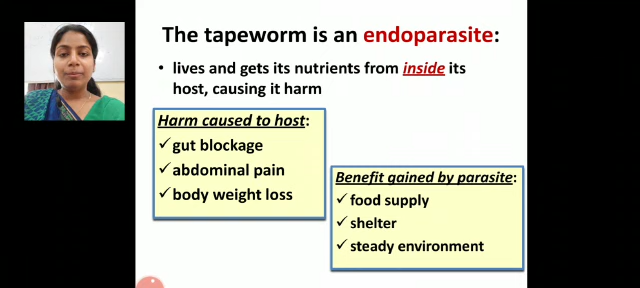 The tapeworm is an endoparasite:
• lives and gets its nutrients from inside its
host, causing it harm
Harm caused to host:
✓gut blockage
✓abdominal pain
✓body weight loss
Benefit gained by parasite:
✓food supply
✓shelter
✓steady environment